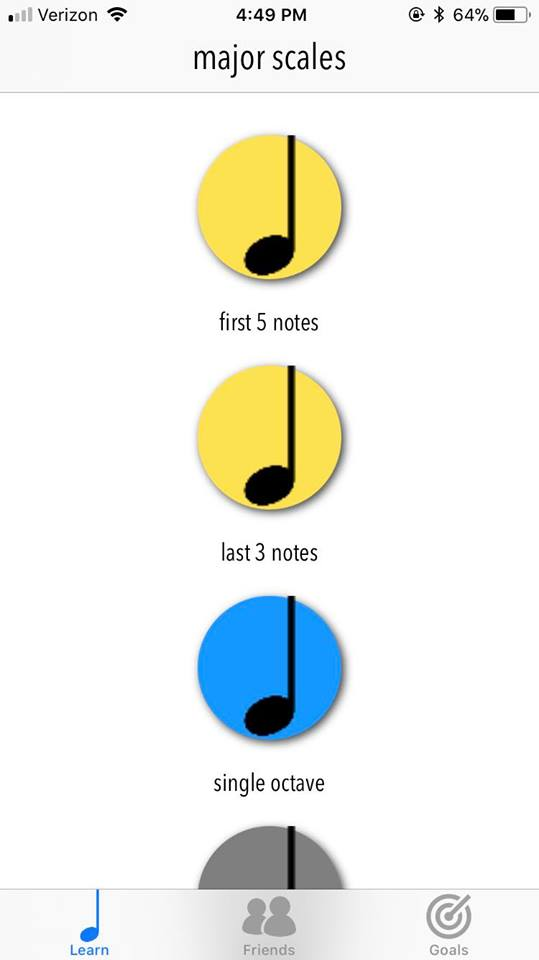 Verizon 4:49 PM 64%
major scales
first 5 notes
last 3 notes
single octave
Learn Friends Goals